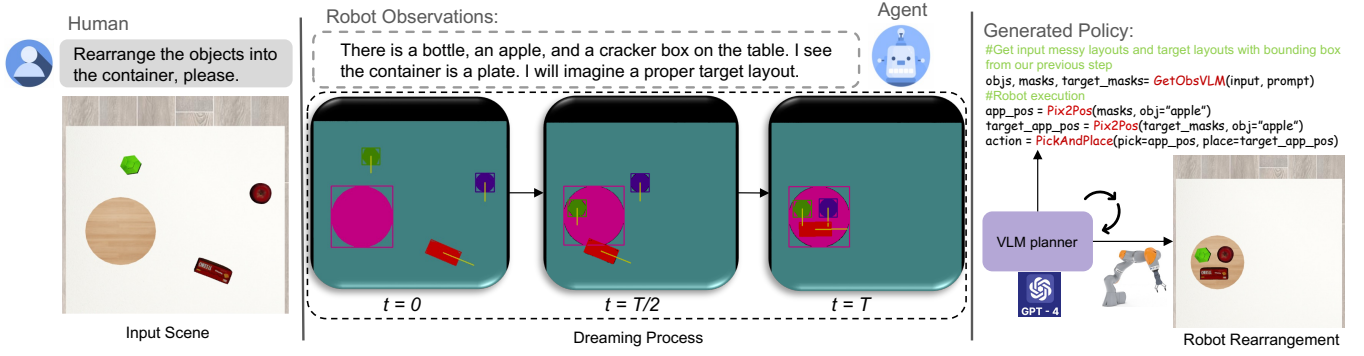 Human
Rearrange the objects into
the container, please.
Input Scene
Robot Observations:
Agent
There is a bottle, an apple, and a cracker box on the table. I see
the container is a plate. I will imagine a proper target layout.
t = 0
t = T/2
t = T
Dreaming Process
Generated Policy:
#Get input messy layouts and target layouts with bounding box
from our previous step
objs, masks, target_masks= GetObsVLM(input, prompt)
#Robot execution
app_pos = Pix2Pos(masks, obj="apple")
target_app_pos = Pix2Pos(target_masks, obj="apple")
action = PickAndPlace(pick=app_pos, place=target_app_pos)
VLM planner
GPT - 4
Robot Rearrangement